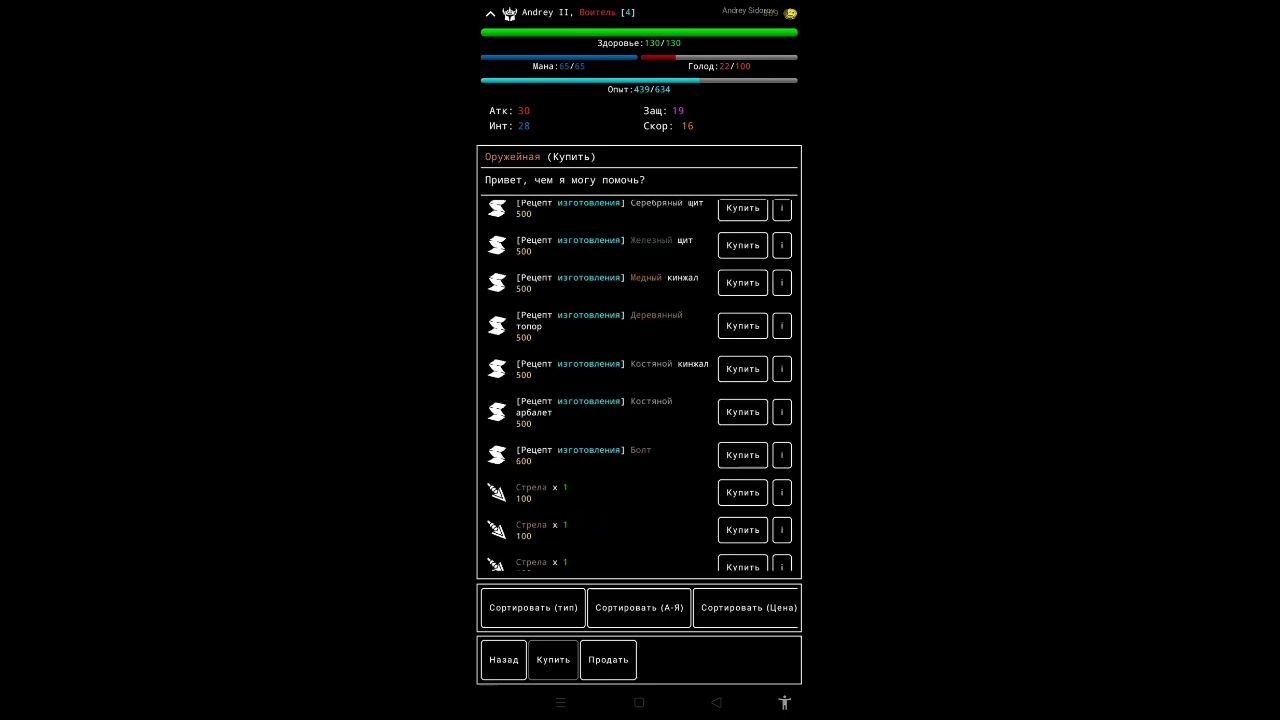 Andrey II, Воитель [4]
Andrey Sidorov
Здоровье:130/130
Мана:65/65
Голод:22/100
Опыт:439/634
Атк: 30
Защ: 19
Инт: 28
Скор: 16
Оружейная (Купить)
Привет, чем я могу помочь?
[Рецепт изготовления] Серебряный щит
500
Купить
i
[Рецепт изготовления] Железный щит
500
Купить
i
[Рецепт изготовления] Медный кинжал
500
Купить
i
[Рецепт изготовления] Деревянный
топор
500
Купить
i
[Рецепт изготовления] Костяной кинжал
500
Купить
i
[Рецепт изготовления] Костяной
арбалет
500
Купить
i
[Рецепт изготовления] Болт
600
Купить
i
Стрела x 1
100
Купить
i
Стрела x 1
100
Купить
i
Стрела x 1
Купить
i
Сортировать (тип)
Сортировать (А-Я)
Сортировать (Цена)
Назад
Купить
Продать